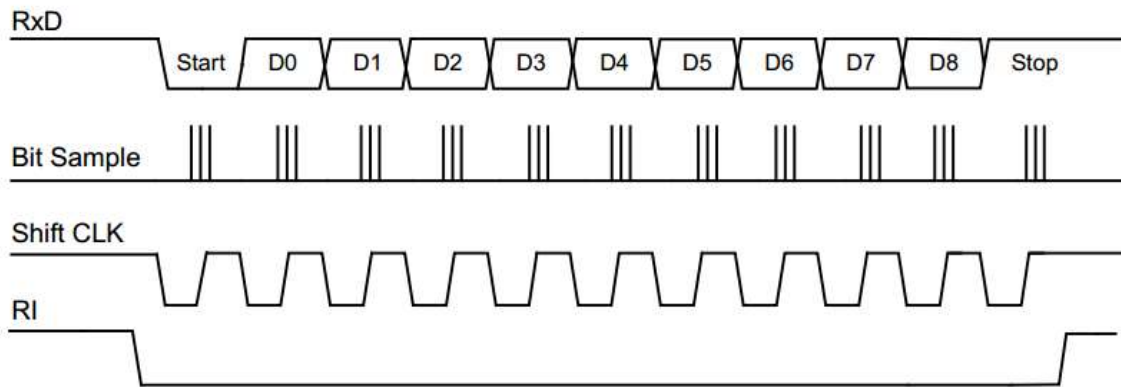 RxD
Start D0 D1 D2 D3 D4 D5 D6 D7 D8 Stop
Bit Sample
Shift CLK
RI